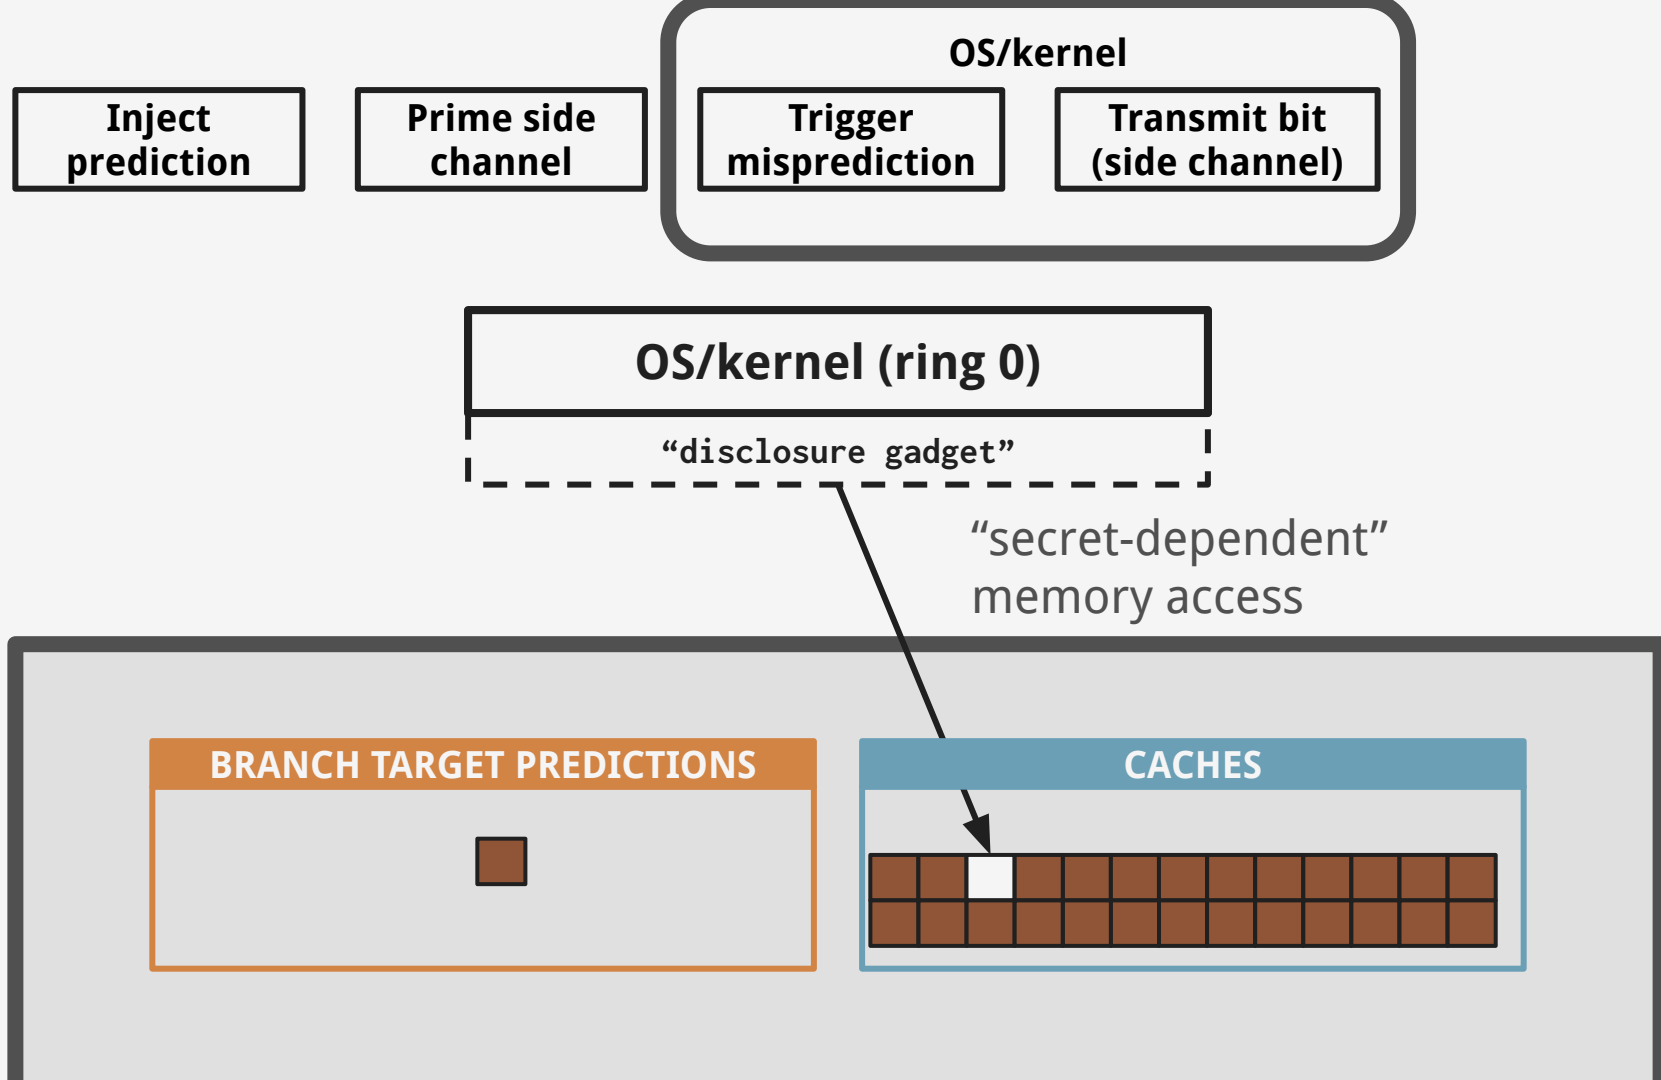 OS/kernel
Inject
prediction
Prime side
channel
Trigger
misprediction
Transmit bit
(side channel)
OS/kernel (ring 0)
“disclosure gadget”
“secret-dependent”
memory access
BRANCH TARGET PREDICTIONS
CACHES